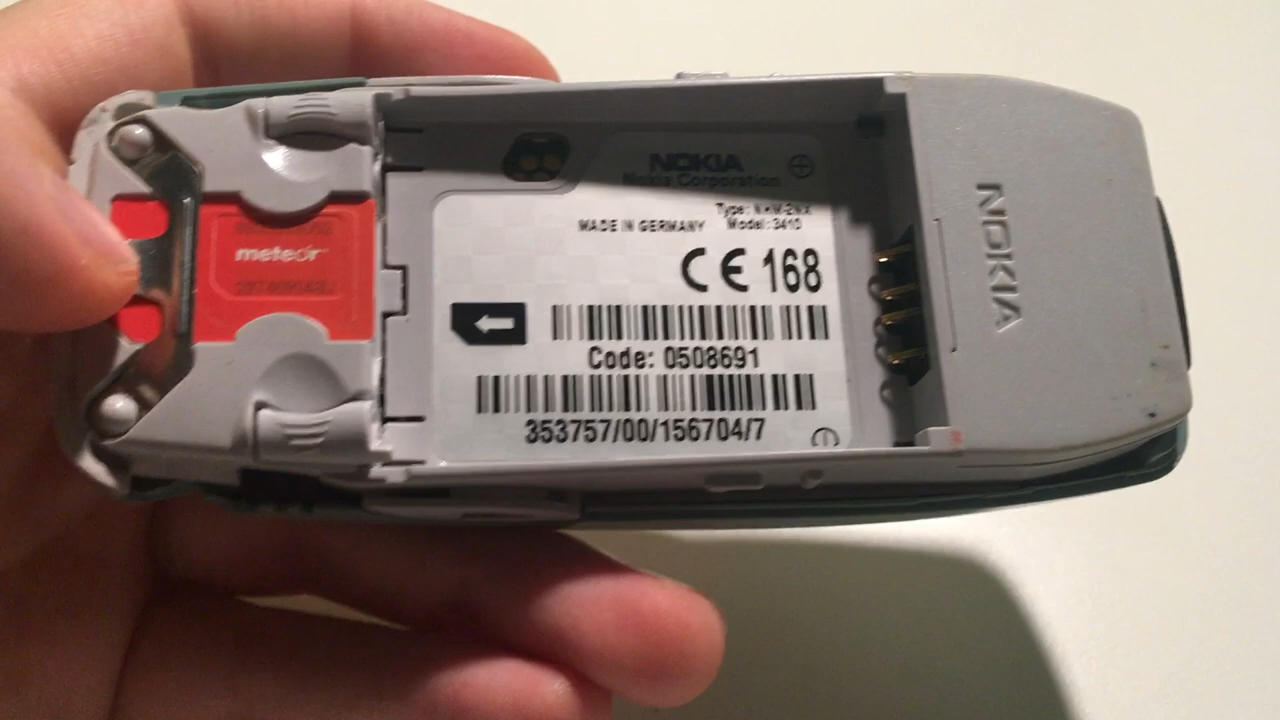 NOKIA
Nokia Corporation
Type: NHM-2NX
MADE IN GERMANY Model: 3410
CE 168
Code: 0508691
353757/00/156704/7
meteor
NOKIA